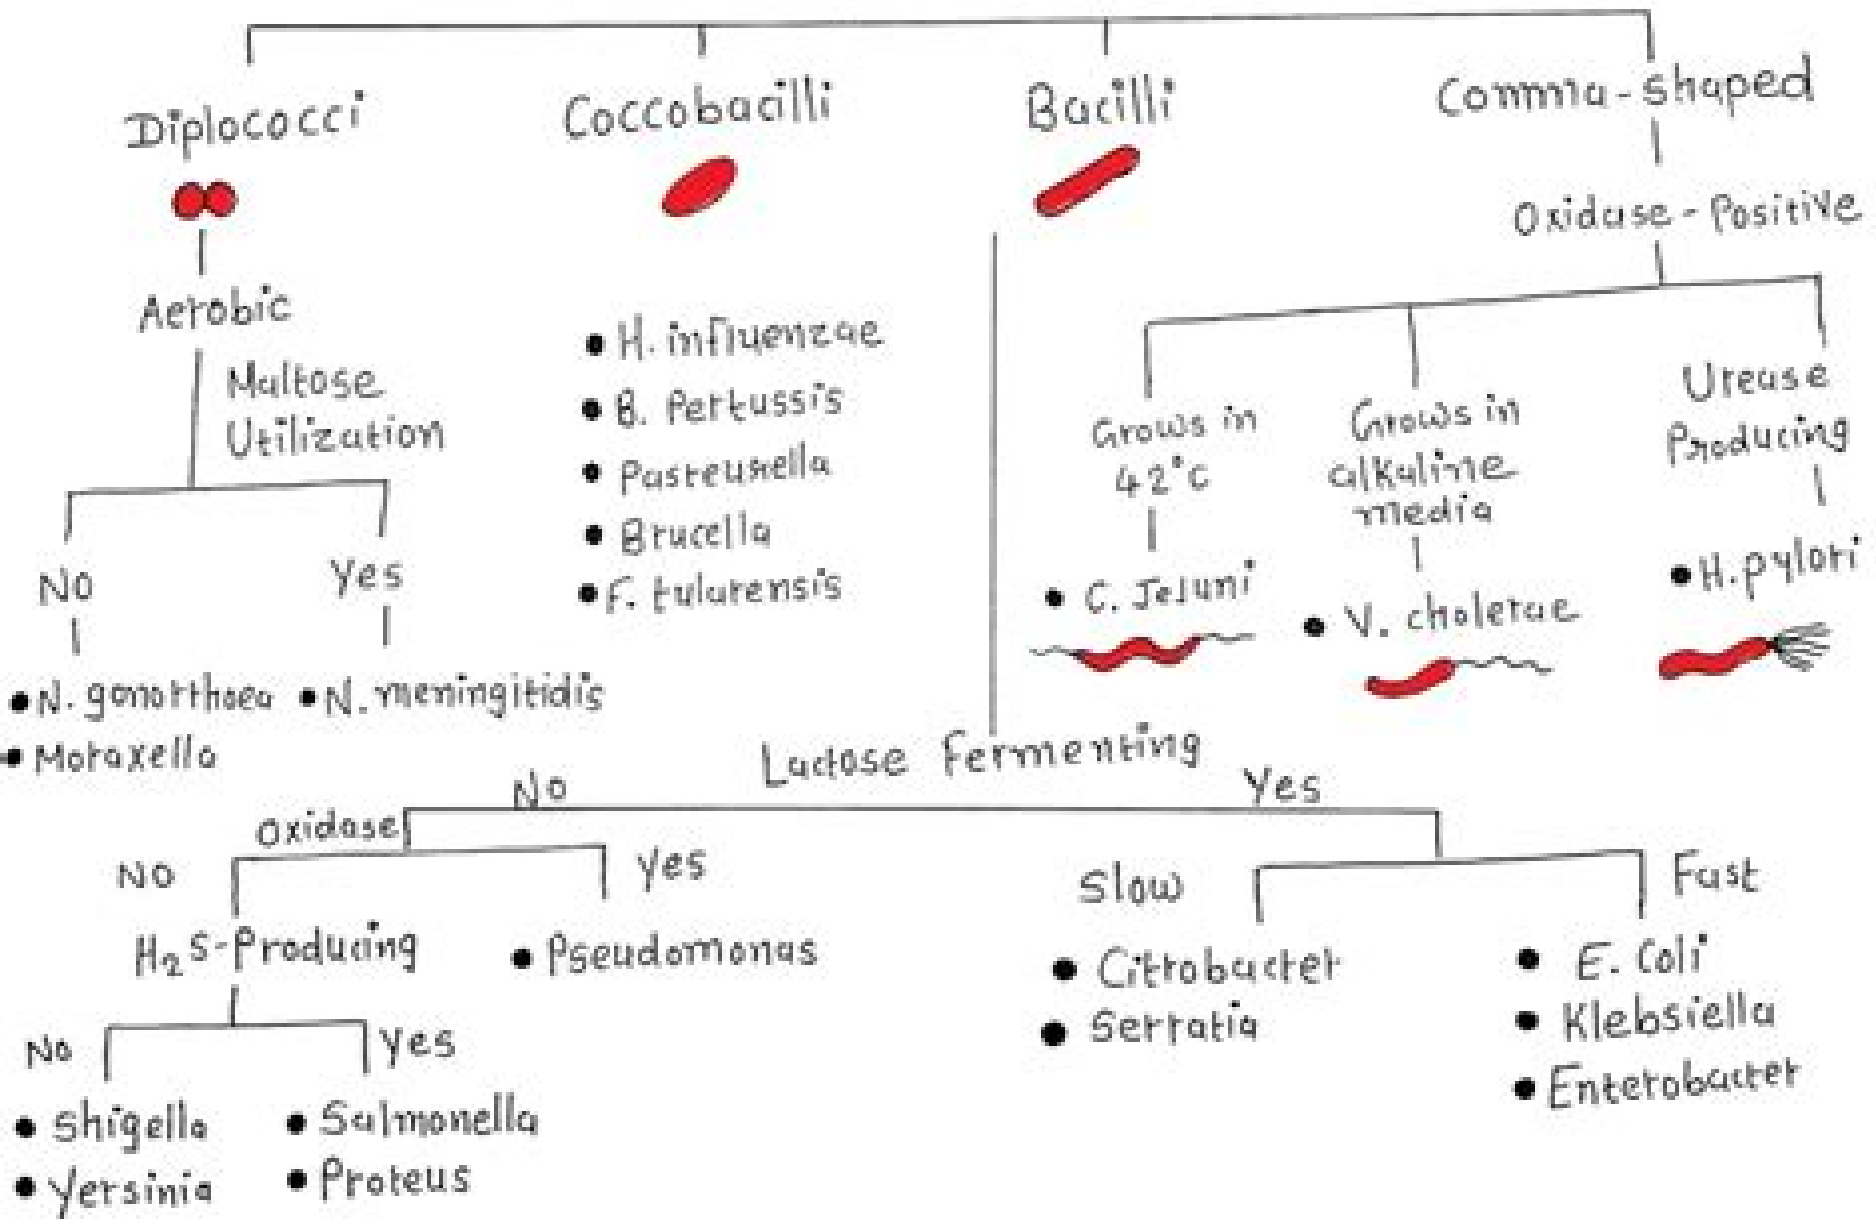 Diplococci
Coccobacilli
Bacilli
Comma-shaped
Aerobic
Maltose
Utilization
No
Yes
• N. gonorrhoea
• Moraxella
• N. meningitidis
• H. influenzae
• B. Pertussis
• Pasteurella
• Brucella
• F. tularensis
Oxidase-Positive
Grows in
42°C
• C. Jejuni
Grows in
alkaline
media
• V. cholerae
Urease
Producing
• H. pylori
Lactose Fermenting
No
Yes
Oxidase
No
Yes
H₂S-Producing
• Pseudomonas
No
Yes
• Shigella
• Yersinia
• Salmonella
• Proteus
Slow
Fast
• Citrobacter
• Serratia
• E. Coli
• Klebsiella
• Enterobacter